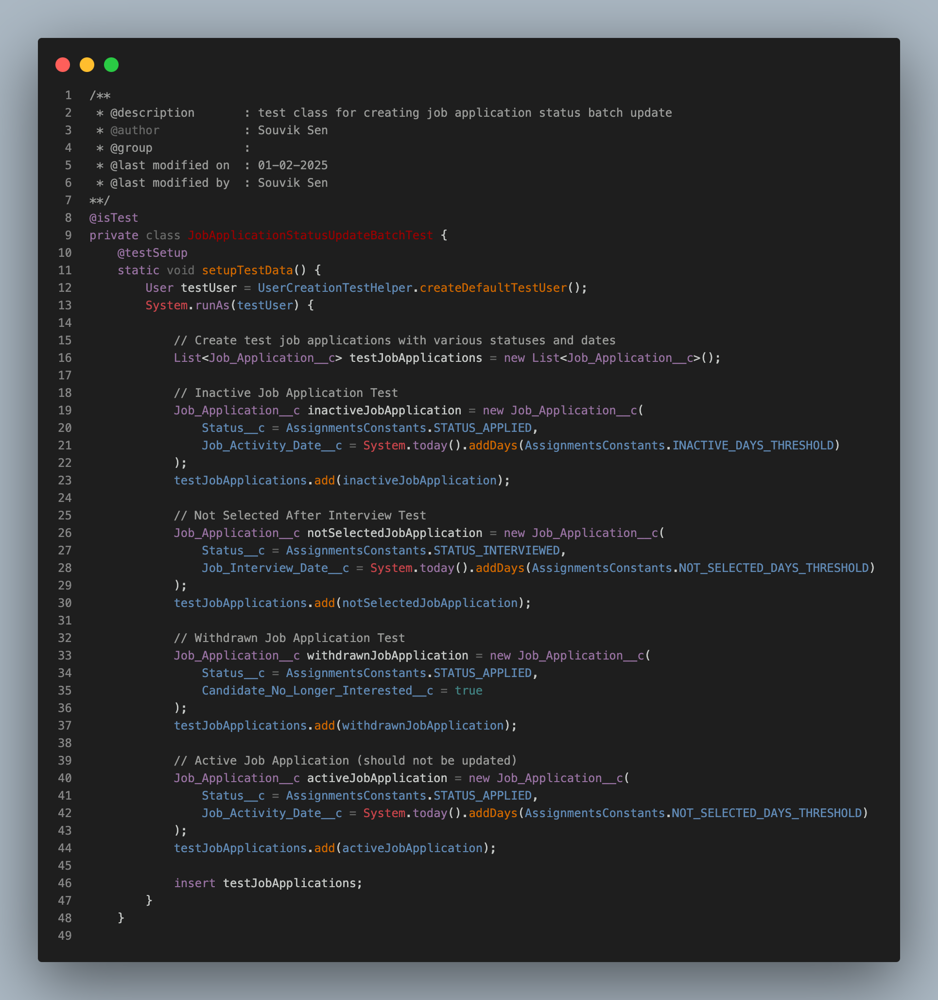 1 /**
2  * @description       : test class for creating job application status batch update
3  * @author            : Souvik Sen
4  * @group             :
5  * @last modified on  : 01-02-2025
6  * @last modified by  : Souvik Sen
7 **/
8 @isTest
9 private class JobApplicationStatusUpdateBatchTest {
10     @testSetup
11     static void setupTestData() {
12         User testUser = UserCreationTestHelper.createDefaultTestUser();
13         System.runAs(testUser) {
14
15             // Create test job applications with various statuses and dates
16             List<Job_Application__c> testJobApplications = new List<Job_Application__c>();
17
18             // Inactive Job Application Test
19             Job_Application__c inactiveJobApplication = new Job_Application__c(
20                 Status__c = AssignmentsConstants.STATUS_APPLIED,
21                 Job_Activity_Date__c = System.today().addDays(AssignmentsConstants.INACTIVE_DAYS_THRESHOLD)
22             );
23             testJobApplications.add(inactiveJobApplication);
24
25             // Not Selected After Interview Test
26             Job_Application__c notSelectedJobApplication = new Job_Application__c(
27                 Status__c = AssignmentsConstants.STATUS_INTERVIEWED,
28                 Job_Interview_Date__c = System.today().addDays(AssignmentsConstants.NOT_SELECTED_DAYS_THRESHOLD)
29             );
30             testJobApplications.add(notSelectedJobApplication);
31
32             // Withdrawn Job Application Test
33             Job_Application__c withdrawnJobApplication = new Job_Application__c(
34                 Status__c = AssignmentsConstants.STATUS_APPLIED,
35                 Candidate_No_Longer_Interested__c = true
36             );
37             testJobApplications.add(withdrawnJobApplication);
38
39             // Active Job Application (should not be updated)
40             Job_Application__c activeJobApplication = new Job_Application__c(
41                 Status__c = AssignmentsConstants.STATUS_APPLIED,
42                 Job_Activity_Date__c = System.today().addDays(AssignmentsConstants.NOT_SELECTED_DAYS_THRESHOLD)
43             );
44             testJobApplications.add(activeJobApplication);
45
46             insert testJobApplications;
47         }
48     }
49